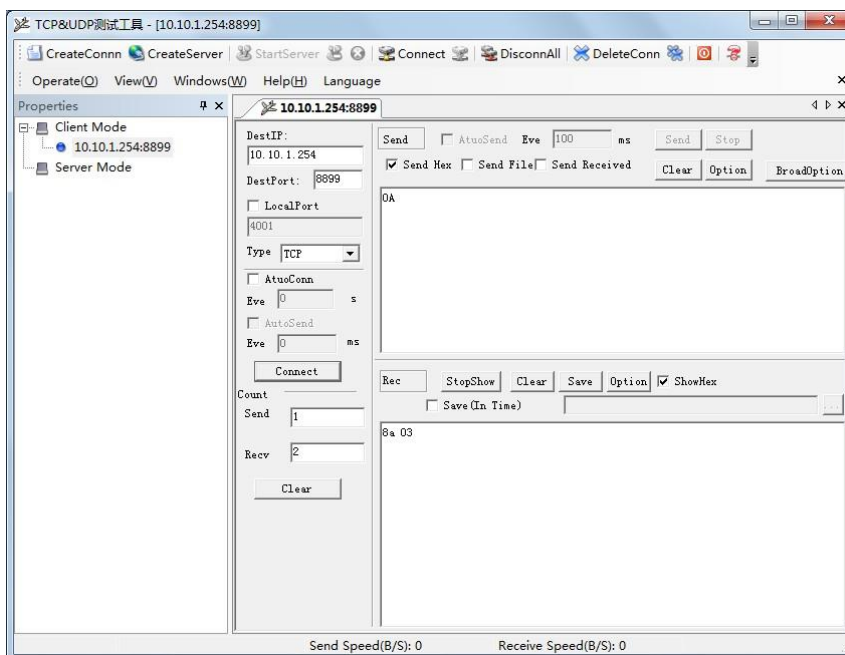 TCP&UDP测试工具 - [10.10.1.254:8899]
CreateConnn CreateServer StartServer Connect DisconnAll DeleteConn
Operate(O) View(V) Windows(W) Help(H) Language
Properties
10.10.1.254:8899
Client Mode
10.10.1.254:8899
Server Mode
DestIP:
10.10.1.254
DestPort: 8899
LocalPort
4001
Type TCP
AtuoConn
Eve 0 s
AutoSend
Eve 0 ms
Connect
Count
Send 1
Recv 2
Clear
Send AtuoSend Eve 100 ms Send Stop
Send Hex Send File Send Received Clear Option BroadOption
0A
Rec StopShow Clear Save Option ShowHex
Save(In Time) ...
8a 03
Send Speed(B/S): 0 Receive Speed(B/S): 0